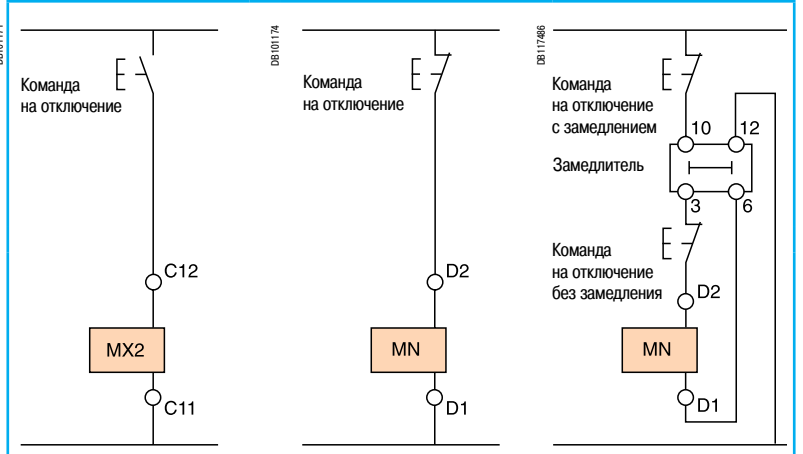 DB101174
DB117486
Команда
на отключение
C12
MX2
C11
Команда
на отключение
D2
MN
D1
Команда
на отключение
с замедлением
10
12
Замедлитель
3
6
Команда
на отключение
без замедления
D2
MN
D1